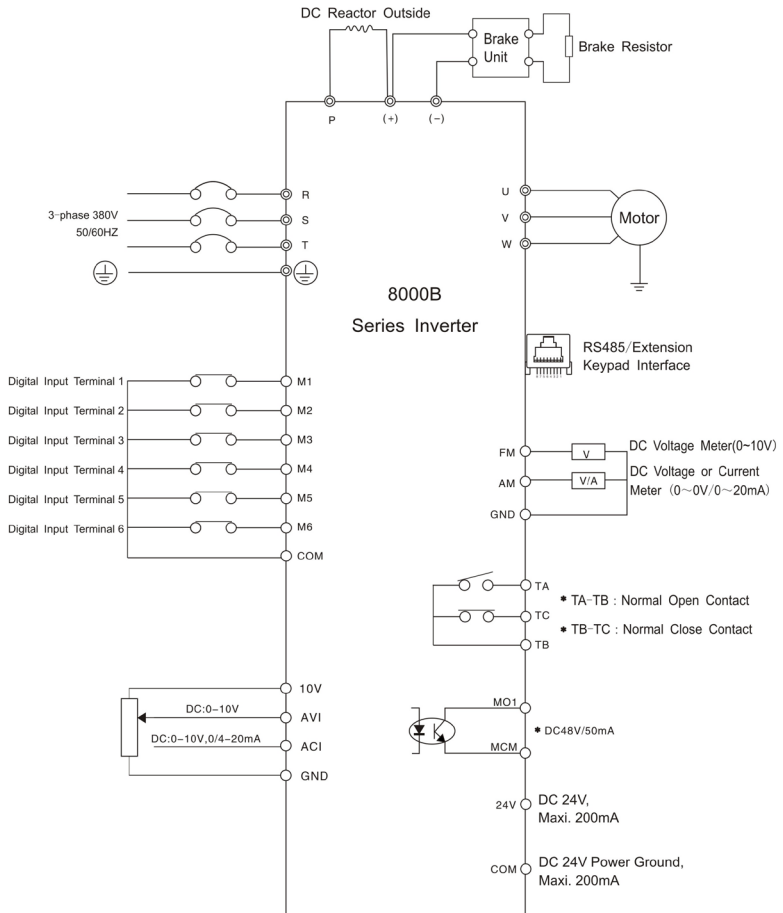 DC Reactor Outside
Brake
Unit
Brake Resistor
P
(+)
(−)
3-phase 380V
50/60HZ
R
S
T
U
V
W
Motor
8000B
Series Inverter
RS485/Extension
Keypad Interface
Digital Input Terminal 1
M1
Digital Input Terminal 2
M2
Digital Input Terminal 3
M3
Digital Input Terminal 4
M4
Digital Input Terminal 5
M5
Digital Input Terminal 6
M6
COM
FM
V
DC Voltage Meter(0~10V)
AM
V/A
DC Voltage or Current
Meter（0～0V/0～20mA）
GND
TA
* TA-TB : Normal Open Contact
TC
* TB-TC : Normal Close Contact
TB
10V
DC:0-10V
AVI
DC:0-10V,0/4-20mA
ACI
GND
MO1
* DC48V/50mA
MCM
24V
DC 24V,
Maxi. 200mA
COM
DC 24V Power Ground,
Maxi. 200mA